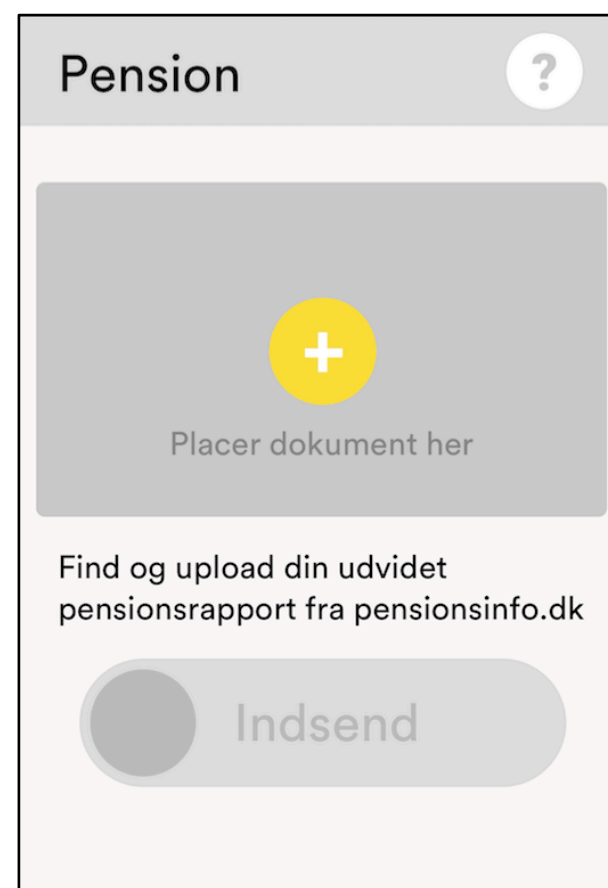 Pension
?
+
Placer dokument her
Find og upload din udvidet
pensionsrapport fra pensionsinfo.dk
Indsend